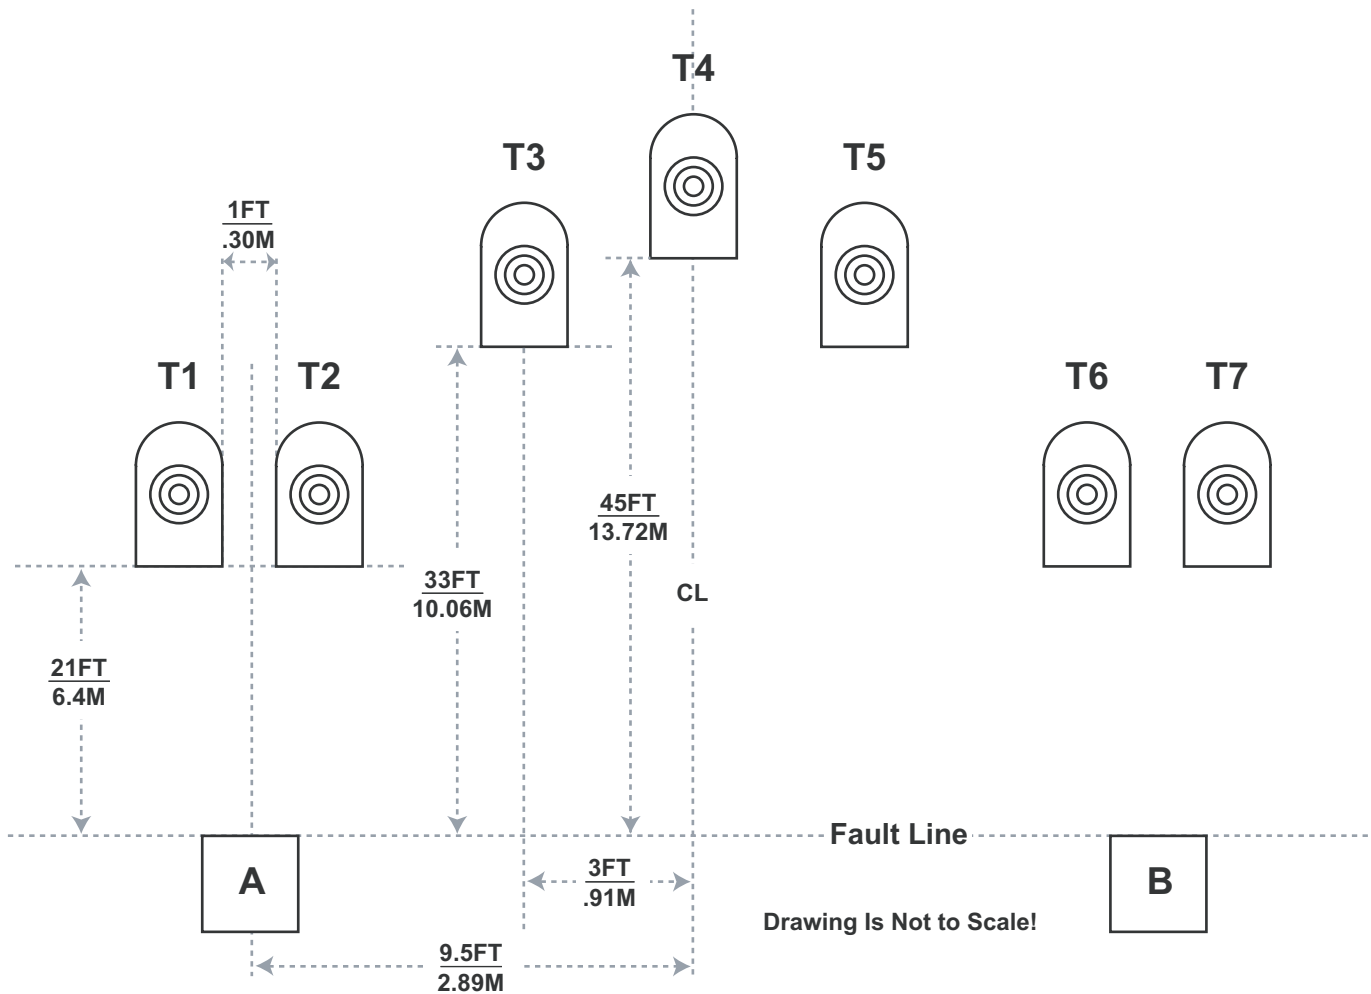 T4
T3
T5
1FT
.30M
T1
T2
T6
T7
45FT
13.72M
33FT
10.06M
CL
21FT
6.4M
Fault Line
A
B
3FT
.91M
Drawing Is Not to Scale!
9.5FT
2.89M